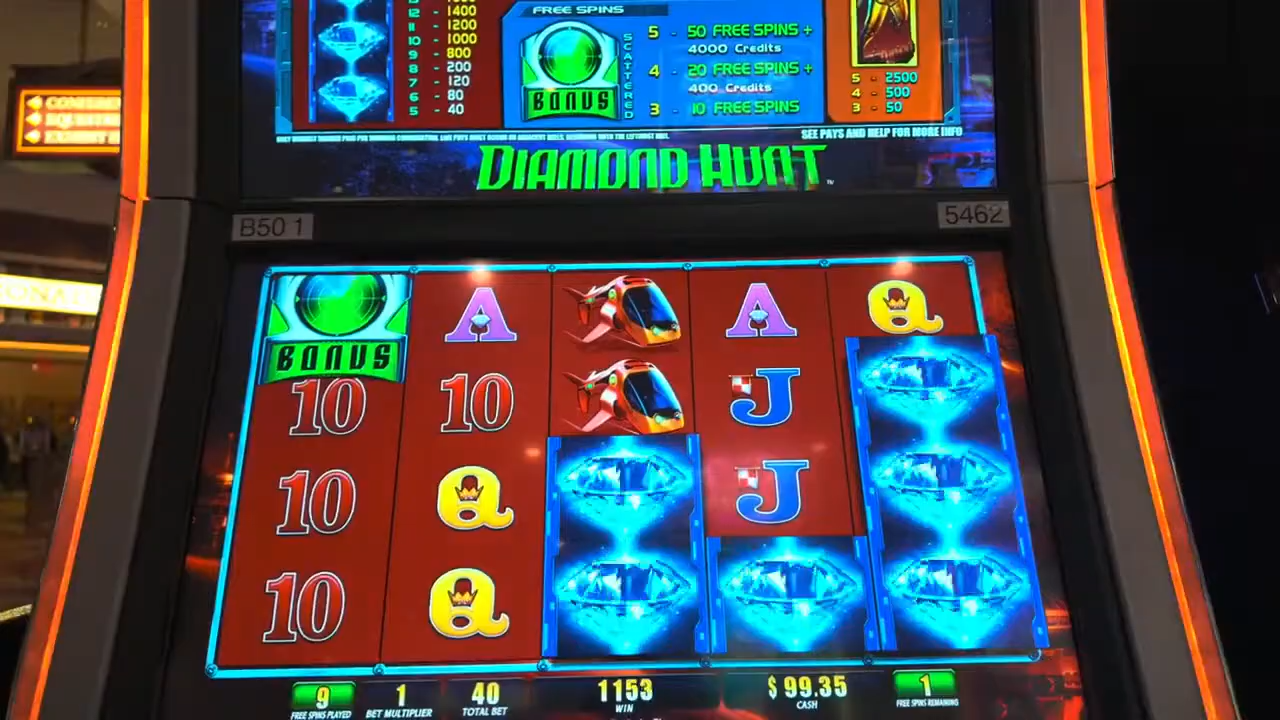 12 - 1400
11 - 1200
10 - 1000
9 - 800
8 - 200
7 - 120
6 - 80
5 - 40
FREE SPINS
BONUS
SCATTERED
5 - 50 FREE SPINS +
4000 Credits
4 - 20 FREE SPINS +
400 Credits
3 - 10 FREE SPINS
5 - 2500
4 - 500
3 - 50
SEE PAYS AND HELP FOR MORE INFO
DIAMOND HUNT
B50 1
5462
BONUS
A
A
Q
10
10
J
10
Q
J
10
Q
9
FREE SPINS PLAYED
1
BET MULTIPLIER
40
TOTAL BET
1153
WIN
$99.35
CASH
1
FREE SPINS REMAINING